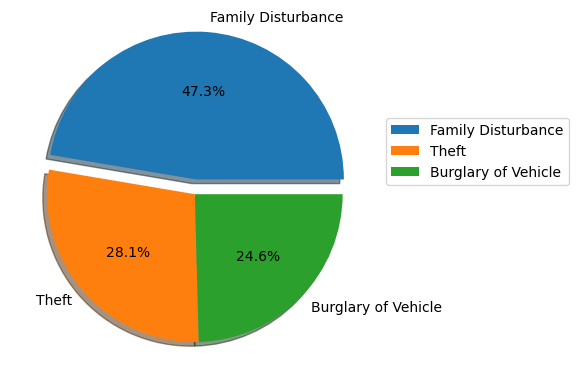 Family Disturbance
47.3%
28.1%
24.6%
Theft
Burglary of Vehicle
Family Disturbance
Theft
Burglary of Vehicle